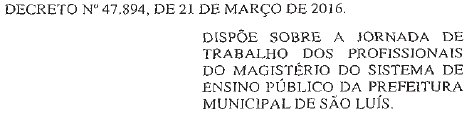 DECRETO Nº 47.894, DE 21 DE MARÇO DE 2016.
DISPÕE SOBRE A JORNADA DE
TRABALHO DOS PROFISSIONAIS
DO MAGISTÉRIO DO SISTEMA DE
ENSINO PÚBLICO DA PREFEITURA
MUNICIPAL DE SÃO LUÍS.